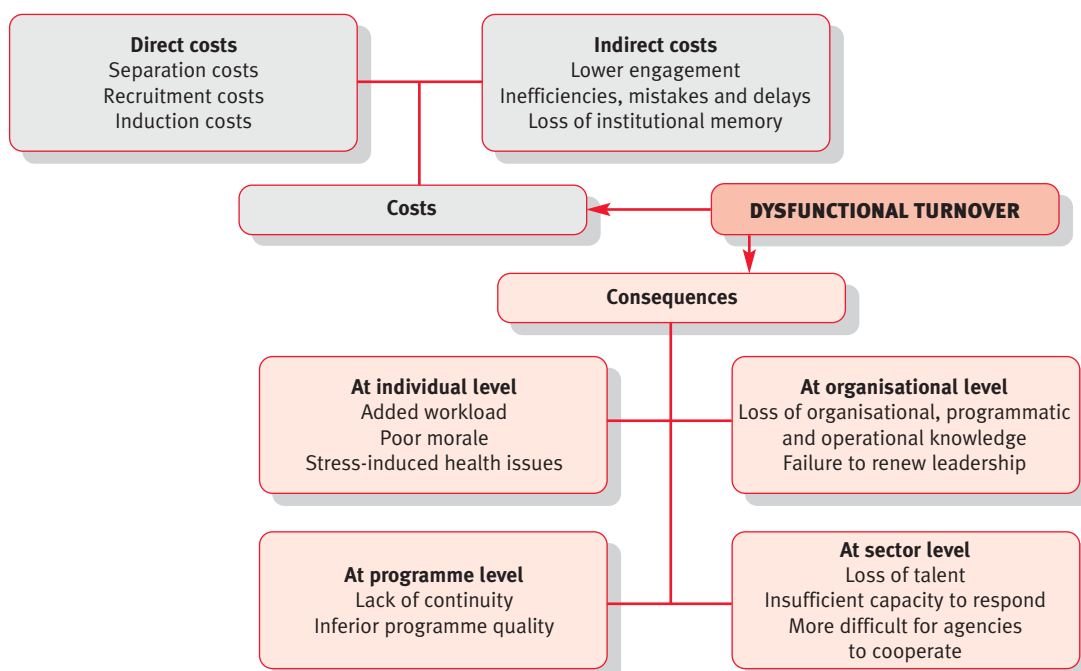 Direct costs
Separation costs
Recruitment costs
Induction costs
Indirect costs
Lower engagement
Inefficiencies, mistakes and delays
Loss of institutional memory
Costs
DYSFUNCTIONAL TURNOVER
Consequences
At individual level
Added workload
Poor morale
Stress-induced health issues
At organisational level
Loss of organisational, programmatic
and operational knowledge
Failure to renew leadership
At programme level
Lack of continuity
Inferior programme quality
At sector level
Loss of talent
Insufficient capacity to respond
More difficult for agencies
to cooperate